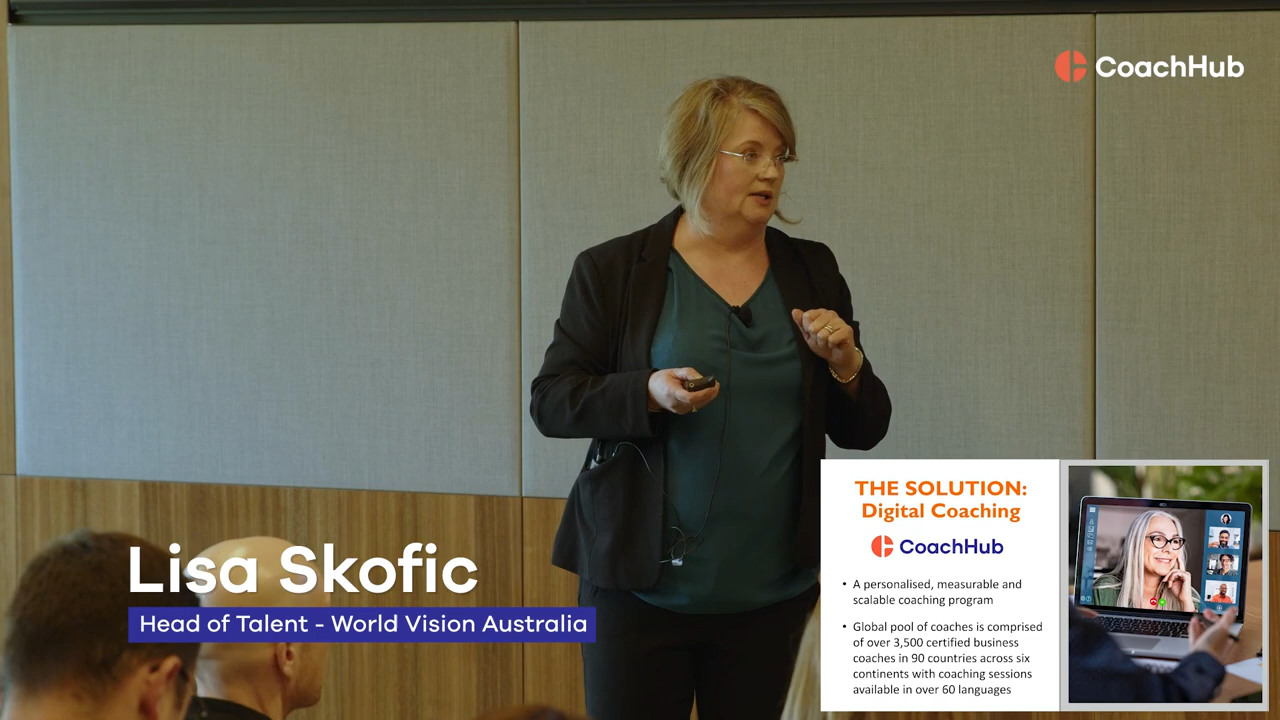 CoachHub
Lisa Skofic
Head of Talent - World Vision Australia
THE SOLUTION:
Digital Coaching
CoachHub
• A personalised, measurable and
scalable coaching program
• Global pool of coaches is comprised
of over 3,500 certified business
coaches in 90 countries across six
continents with coaching sessions
available in over 60 languages